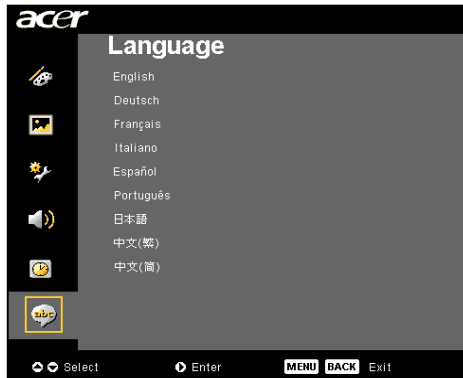 acer
Language
English
Deutsch
Français
Italiano
Español
Português
日本語
中文(繁)
中文(简)
abc
Select Enter MENU BACK Exit